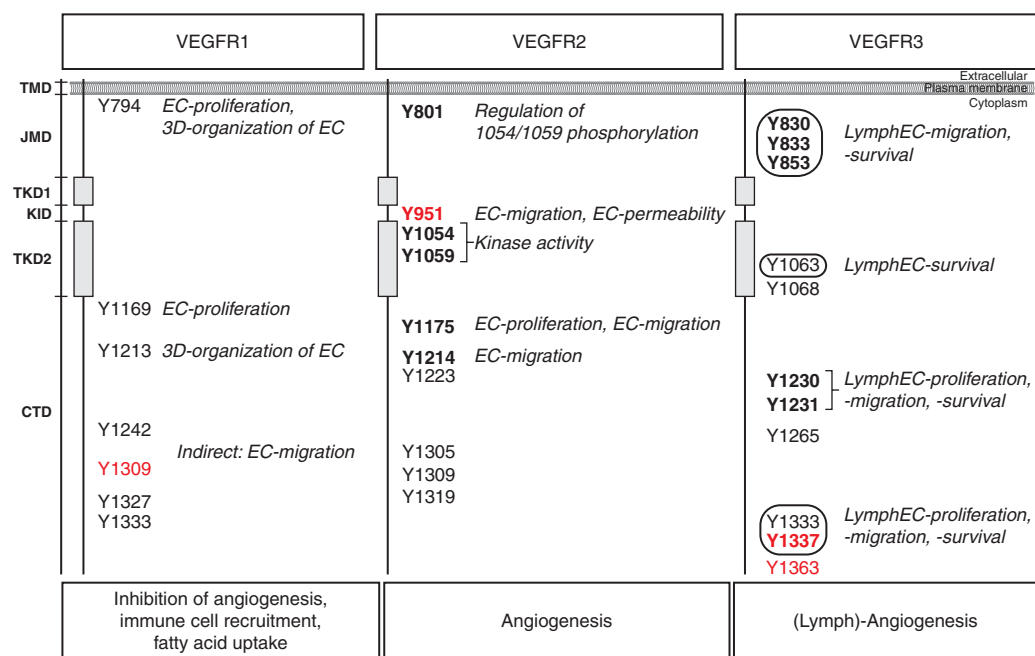 VEGFR1
VEGFR2
VEGFR3
Extracellular
Plasma membrane
Cytoplasm
TMD
JMD
TKD1
KID
TKD2
CTD
Y794 EC-proliferation,
3D-organization of EC
Y1169 EC-proliferation
Y1213 3D-organization of EC
Y1242
Indirect: EC-migration
Y1309
Y1327
Y1333
Y801 Regulation of
1054/1059 phosphorylation
Y951 EC-migration, EC-permeability
Y1054
Kinase activity
Y1059
Y1175 EC-proliferation, EC-migration
Y1214 EC-migration
Y1223
Y1305
Y1309
Y1319
Y830
Y833
Y853
LymphEC-migration,
-survival
Y1063 LymphEC-survival
Y1068
Y1230 LymphEC-proliferation,
Y1231 -migration, -survival
Y1265
Y1333 LymphEC-proliferation,
Y1337 -migration, -survival
Y1363
Inhibition of angiogenesis,
immune cell recruitment,
fatty acid uptake
Angiogenesis
(Lymph)-Angiogenesis